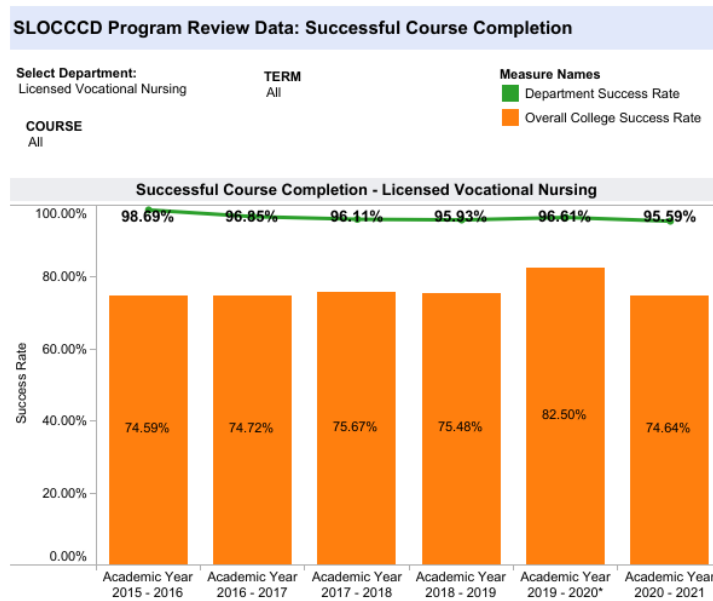 SLOCCCD Program Review Data: Successful Course Completion
Select Department:
Licensed Vocational Nursing
TERM
All
Measure Names
Department Success Rate
Overall College Success Rate
COURSE
All
Successful Course Completion - Licensed Vocational Nursing
100.00%
98.69% 96.85% 96.11% 95.93% 96.61% 95.59%
80.00%
60.00%
Success Rate
40.00%
74.59% 74.72% 75.67% 75.48% 82.50% 74.64%
20.00%
0.00%
Academic Year Academic Year Academic Year Academic Year Academic Year Academic Year
2015 - 2016 2016 - 2017 2017 - 2018 2018 - 2019 2019 - 2020* 2020 - 2021